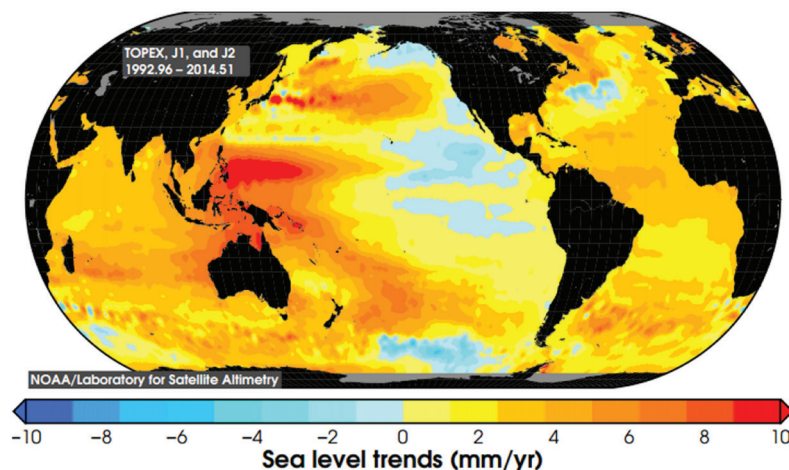 TOPEX, J1, and J2
1992.96 – 2014.51
NOAA/Laboratory for Satellite Altimetry
−10 −8 −6 −4 −2 0 2 4 6 8 10
Sea level trends (mm/yr)